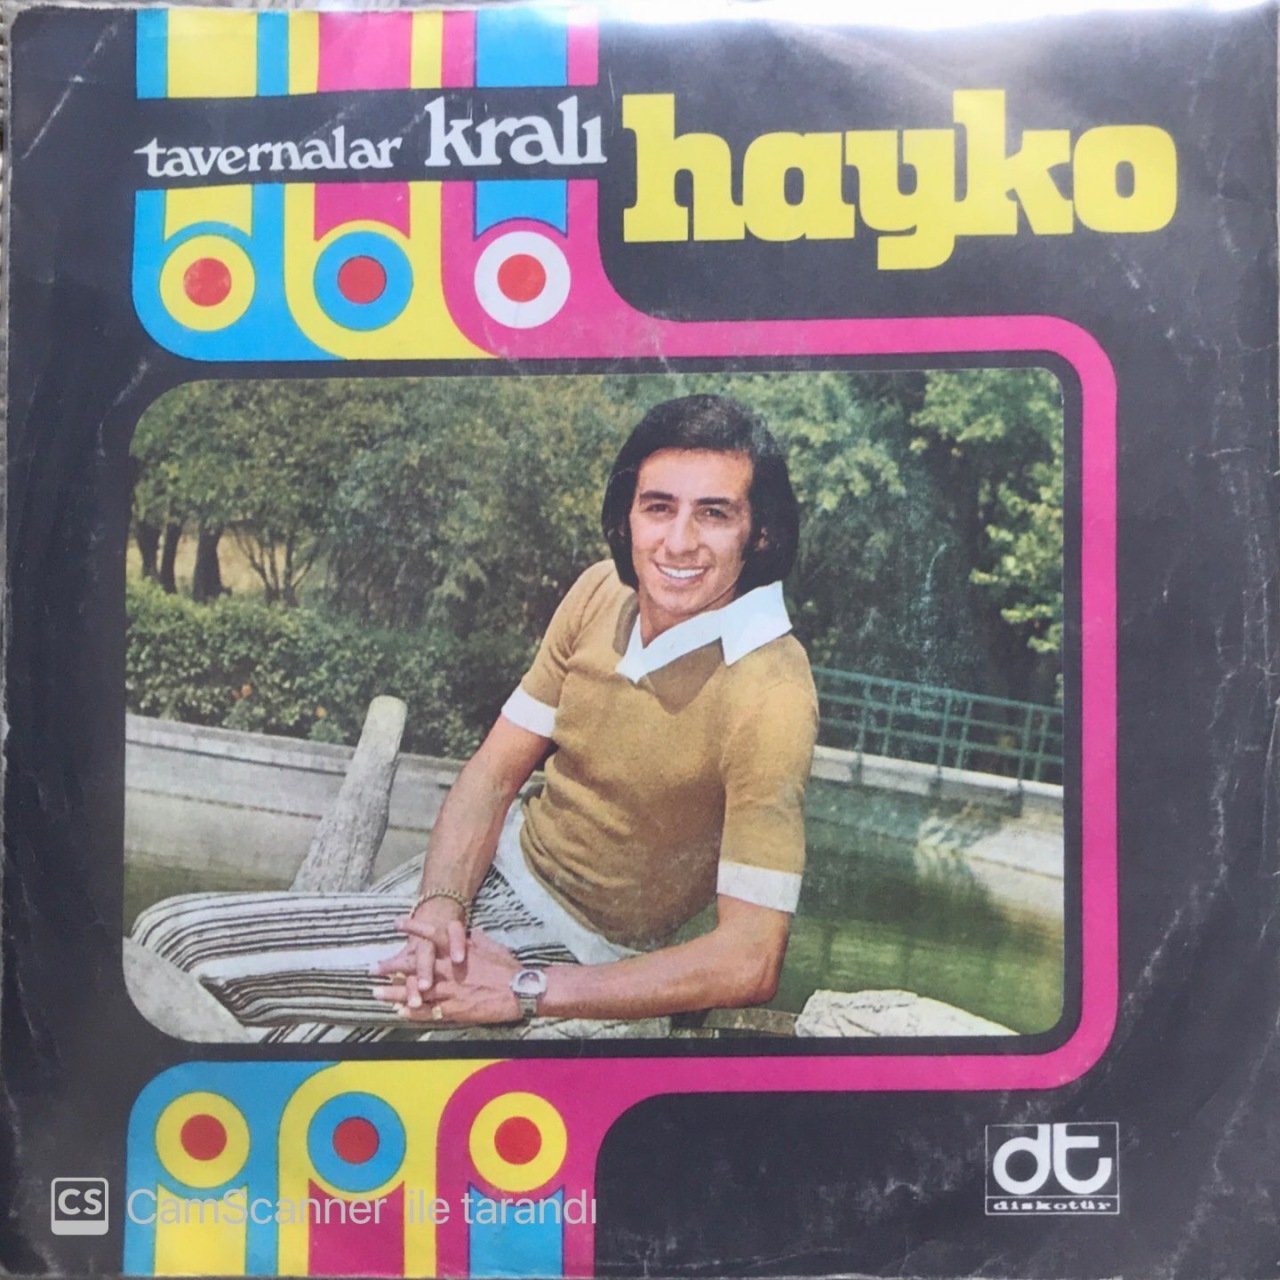 tavernalar kralı hayko
dt
diskotür
CS CamScanner ile tarandı